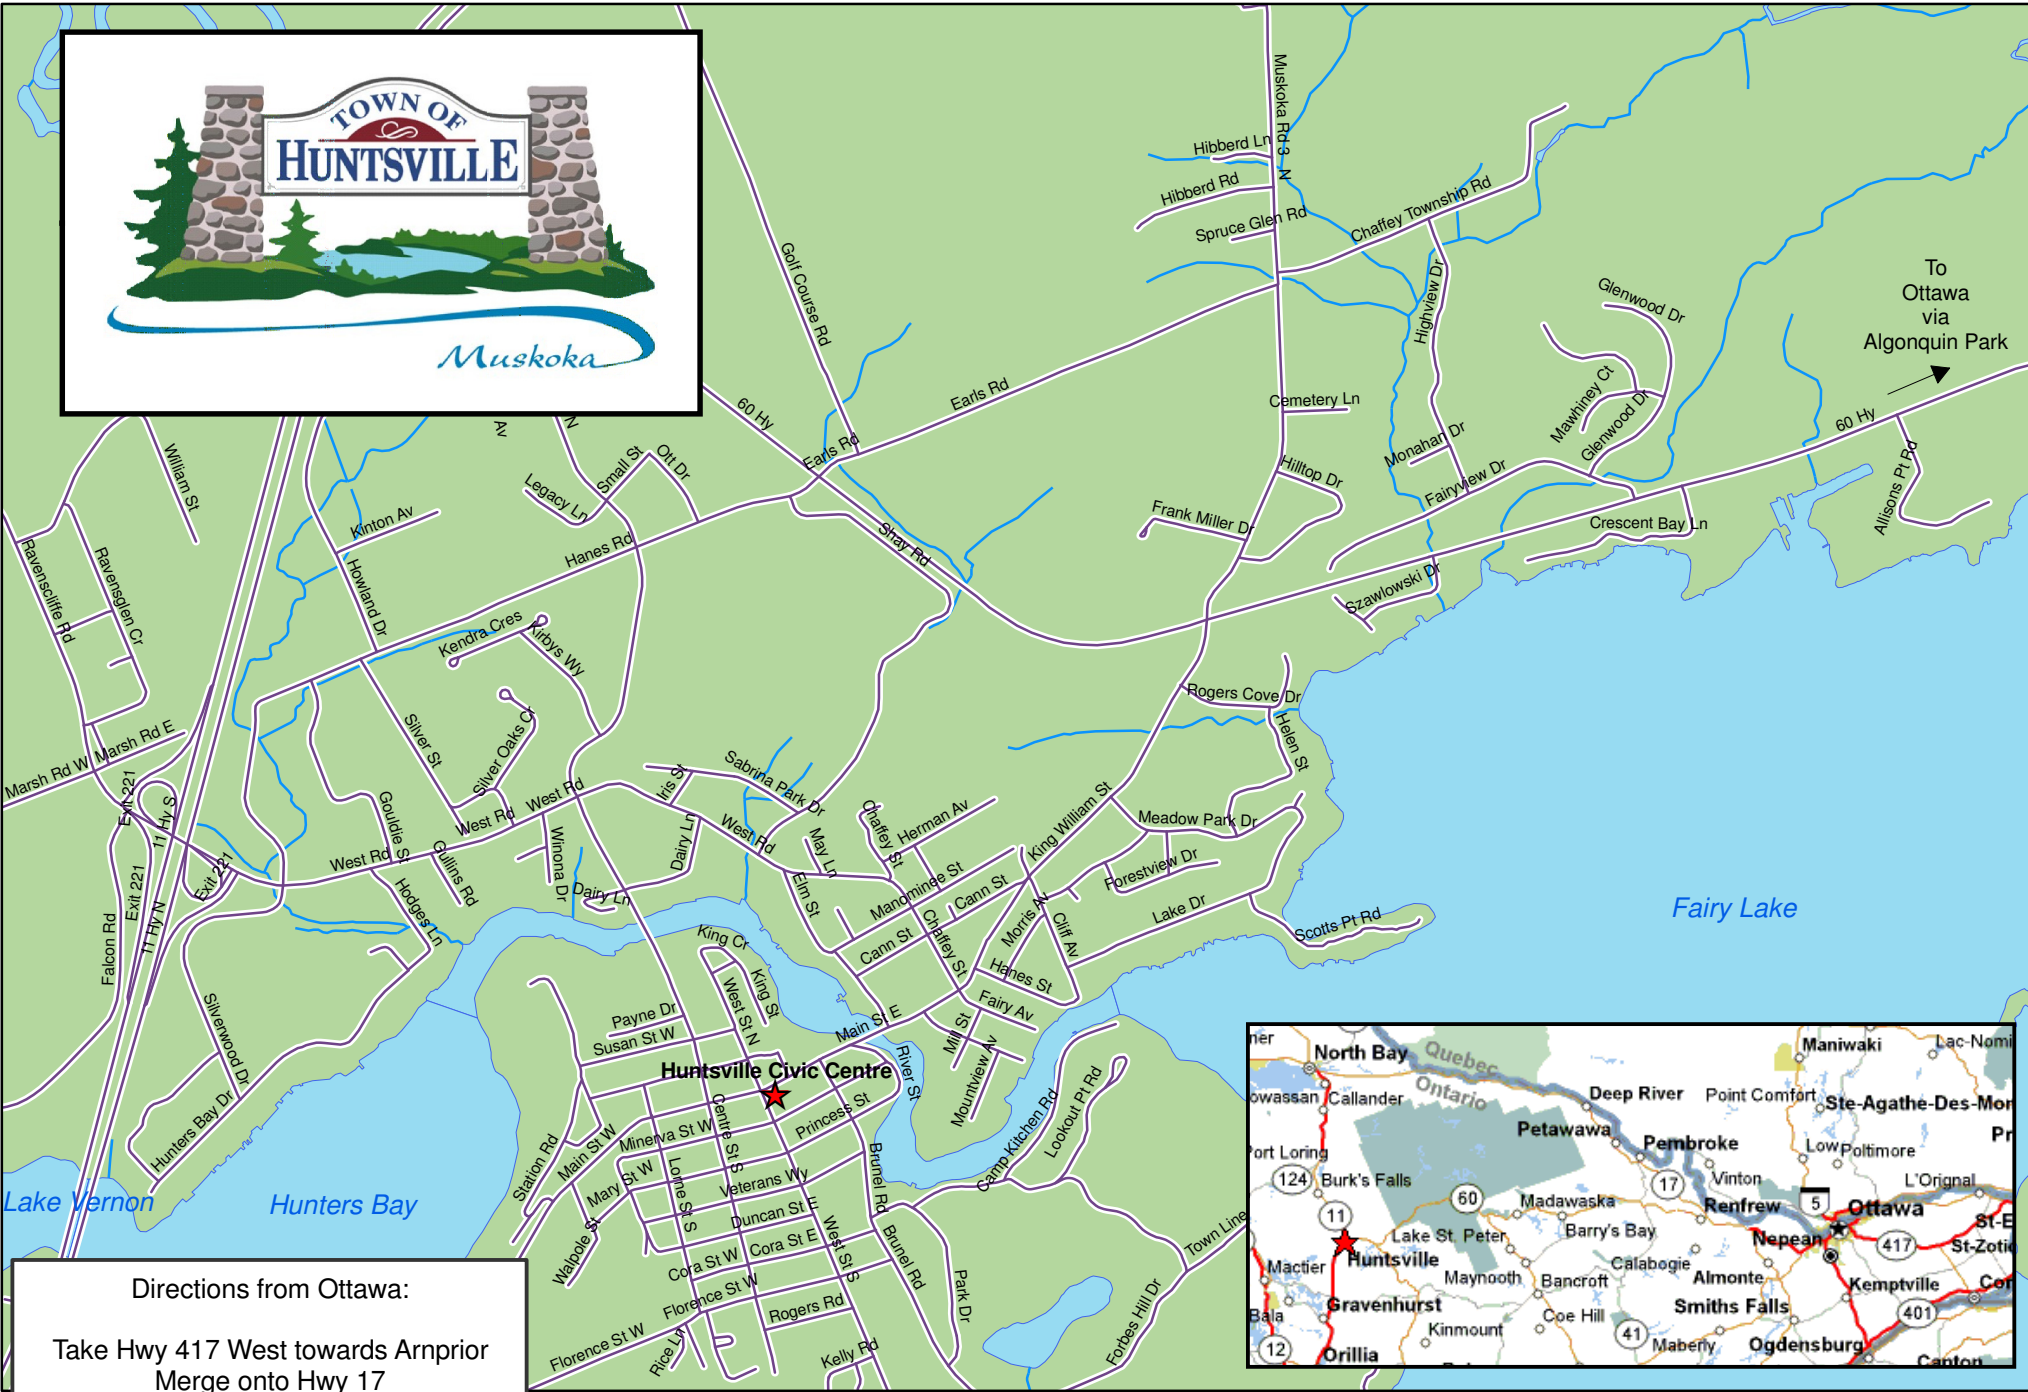 TOWN OF
HUNTSVILLE
Muskoka
Muskoka Rd 3 N
Hibberd Ln
Hibberd Rd
Spruce Glen Rd
Chaffey Township Rd
Golf Course Rd
Highview Dr
Glenwood Dr
To
Ottawa
via
Algonquin Park
Earls Rd
60 Hy
Cemetery Ln
Mawhiney Ct
Glenwood Dr
60 Hy
Av
N
William St
Small St
Ott Dr
Earls Rd
Monahan Dr
Hilltop Dr
Fairyview Dr
Allisons Pt Rd
Legacy Ln
Kinton Av
Frank Miller Dr
Crescent Bay Ln
Hanes Rd
Shay Rd
Ravenscliffe Rd
Ravensglen Cr
Howland Dr
Szawlowski Dr
Kendra Cres
Kirbys Wy
Rogers Cove Dr
Helen St
Silver St
Silver Oaks Cr
Marsh Rd W
Marsh Rd E
Exit 221
11 Hy S
Exit 221
Exit 221
11 Hy N
Falcon Rd
Gouldie St
West Rd
West Rd
West Rd
Iris St
Sabrina Park Dr
West Rd
Chaffey St
Herman Av
King William St
Meadow Park Dr
May Ln
Dairy Ln
Winona Dr
Gullins Rd
Hodges Ln
Dairy Ln
Elm St
Manominee St
Cann St
Forestview Dr
Morris Av
Cliff Av
Lake Dr
Scotts Pt Rd
Fairy Lake
King Cr
King St
West St N
Cann St
Chaffey St
Hanes St
Fairy Av
Silverwood Dr
Payne Dr
Susan St W
Main St E
Mill St
Mountview Av
River St
Huntsville Civic Centre
Princess St
Centre St S
Minerva St W
Main St W
Station Rd
Mary St W
Lorne St S
Veterans Wy
Brunel Rd
Camp Kitchen Rd
Lookout Pt Rd
Hunters Bay Dr
Lake Vernon
Hunters Bay
Walpole St
Duncan St E
Cora St W
Cora St E
West St S
Brunel Rd
Florence St W
Florence St W
Rogers Rd
Rice Ln
Kelly Rd
Park Dr
Forbes Hill Dr
Town Line
Directions from Ottawa:
Take Hwy 417 West towards Arnprior
Merge onto Hwy 17
ner
North Bay
Quebec
Ontario
Maniwaki
Lac-Nomi
owassan
Callander
Deep River
Point Comfort
Ste-Agathe-Des-Mon
Petawawa
Pembroke
Pr
Port Loring
Low
Poltimore
124
Burk's Falls
60
17
Vinton
L'Orignal
11
Madawaska
Renfrew
5
Ottawa
Lake St. Peter
Barry's Bay
Nepean
417
St-E
St-Zotic
Huntsville
Mactier
Maynooth
Bancroft
Calabogie
Almonte
Kemptville
Cor
Bala
Gravenhurst
Coe Hill
Smiths Falls
401
Kinmount
41
Maberly
Ogdensburg
12
Orillia
Canton